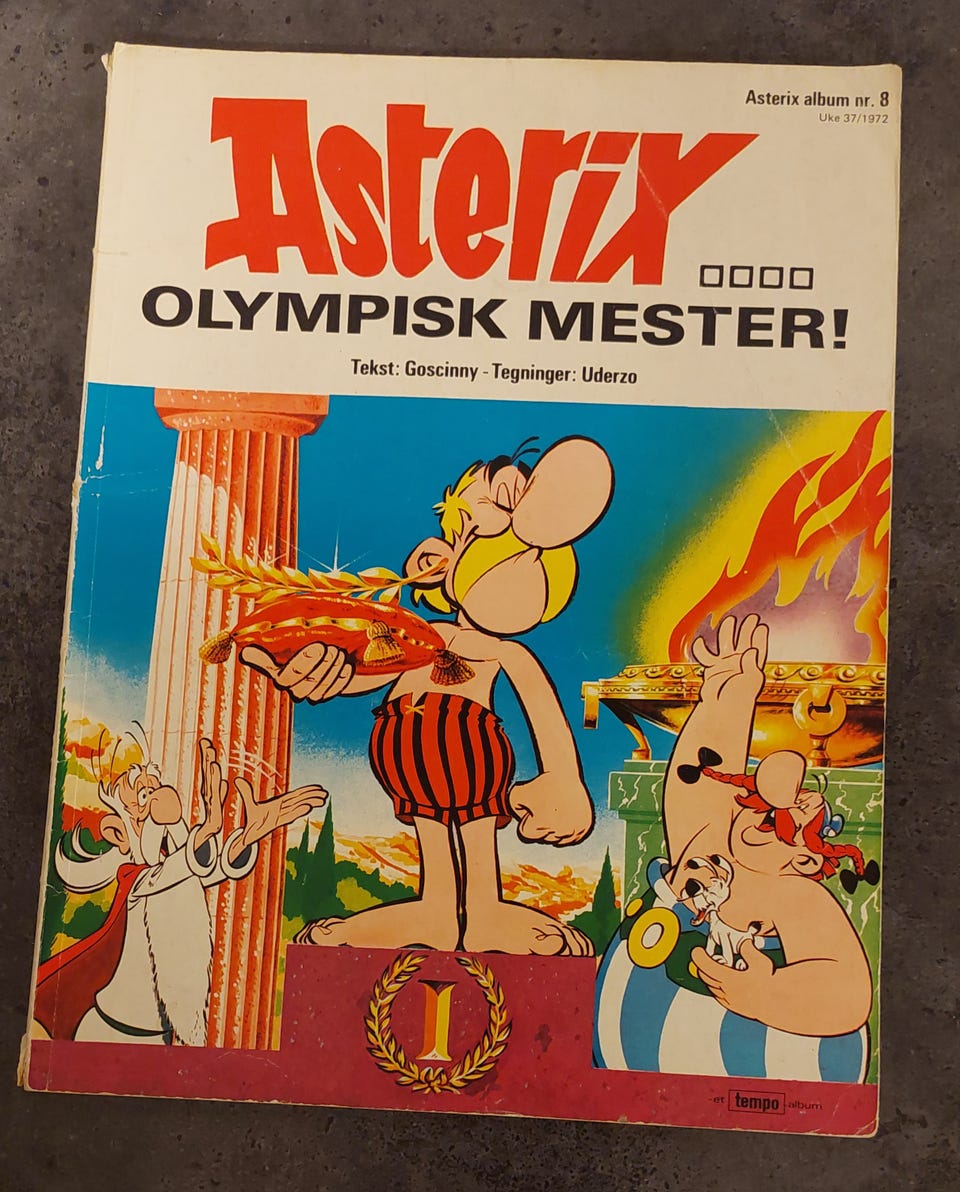 Asterix album nr. 8
Uke 37/1972
Asterix ....
OLYMPISK MESTER!
Tekst: Goscinny - Tegninger: Uderzo
I
-et tempo-album